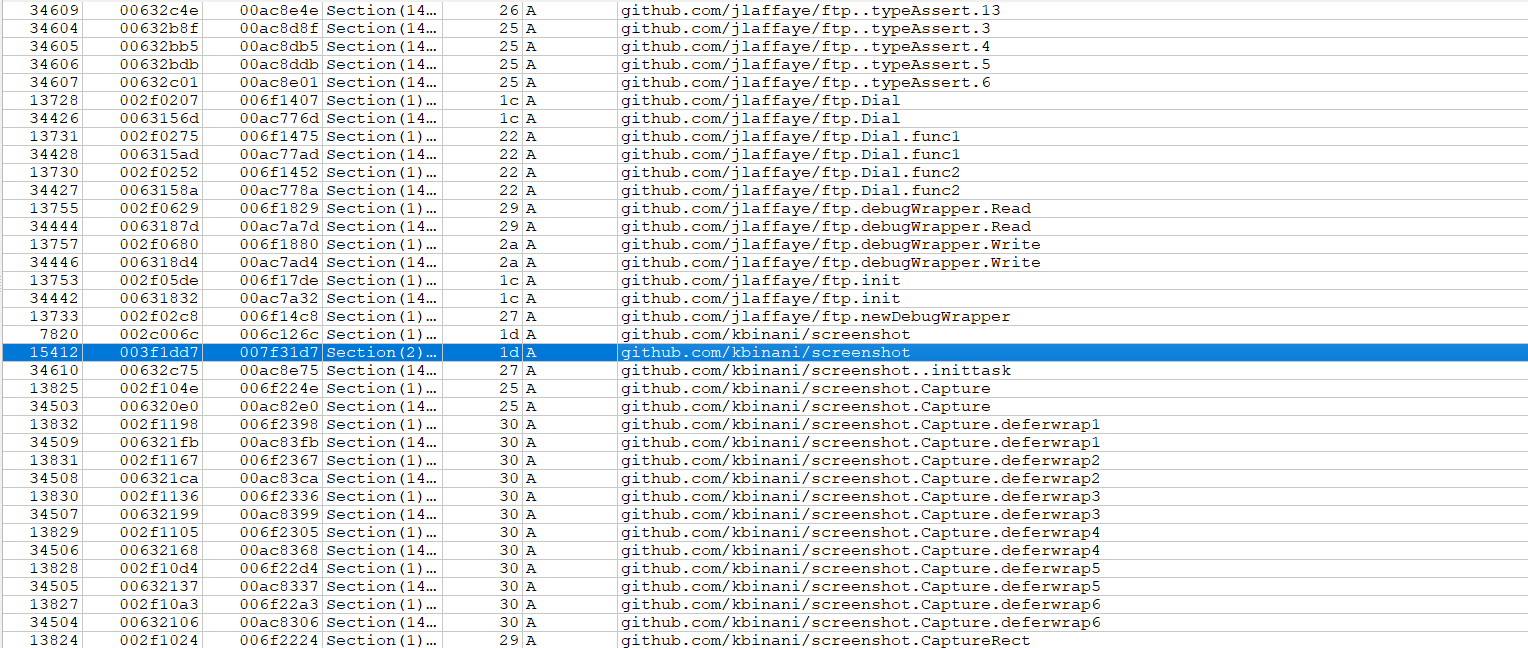 34609 00632c4e 00ac8e4e Section(14... 26 A github.com/jlaffaye/ftp..typeAssert.13
34604 00632b8f 00ac8d8f Section(14... 25 A github.com/jlaffaye/ftp..typeAssert.3
34605 00632bb5 00ac8db5 Section(14... 25 A github.com/jlaffaye/ftp..typeAssert.4
34606 00632bdb 00ac8ddb Section(14... 25 A github.com/jlaffaye/ftp..typeAssert.5
34607 00632c01 00ac8e01 Section(14... 25 A github.com/jlaffaye/ftp..typeAssert.6
13728 002f0207 006f1407 Section(1)... 1c A github.com/jlaffaye/ftp.Dial
34426 0063156d 00ac776d Section(14... 1c A github.com/jlaffaye/ftp.Dial
13731 002f0275 006f1475 Section(1)... 22 A github.com/jlaffaye/ftp.Dial.func1
34428 006315ad 00ac77ad Section(14... 22 A github.com/jlaffaye/ftp.Dial.func1
13730 002f0252 006f1452 Section(1)... 22 A github.com/jlaffaye/ftp.Dial.func2
34427 0063158a 00ac778a Section(14... 22 A github.com/jlaffaye/ftp.Dial.func2
13755 002f0629 006f1829 Section(1)... 29 A github.com/jlaffaye/ftp.debugWrapper.Read
34444 0063187d 00ac7a7d Section(14... 29 A github.com/jlaffaye/ftp.debugWrapper.Read
13757 002f0680 006f1880 Section(1)... 2a A github.com/jlaffaye/ftp.debugWrapper.Write
34446 006318d4 00ac7ad4 Section(14... 2a A github.com/jlaffaye/ftp.debugWrapper.Write
13753 002f05de 006f17de Section(1)... 1c A github.com/jlaffaye/ftp.init
34442 00631832 00ac7a32 Section(14... 1c A github.com/jlaffaye/ftp.init
13733 002f02c8 006f14c8 Section(1)... 27 A github.com/jlaffaye/ftp.newDebugWrapper
7820 002c006c 006c126c Section(1)... 1d A github.com/kbinani/screenshot
15412 003f1dd7 007f31d7 Section(2)... 1d A github.com/kbinani/screenshot
34610 00632c75 00ac8e75 Section(14... 27 A github.com/kbinani/screenshot..inittask
13825 002f104e 006f224e Section(1)... 25 A github.com/kbinani/screenshot.Capture
34503 006320e0 00ac82e0 Section(14... 25 A github.com/kbinani/screenshot.Capture
13832 002f1198 006f2398 Section(1)... 30 A github.com/kbinani/screenshot.Capture.deferwrap1
34509 006321fb 00ac83fb Section(14... 30 A github.com/kbinani/screenshot.Capture.deferwrap1
13831 002f1167 006f2367 Section(1)... 30 A github.com/kbinani/screenshot.Capture.deferwrap2
34508 006321ca 00ac83ca Section(14... 30 A github.com/kbinani/screenshot.Capture.deferwrap2
13830 002f1136 006f2336 Section(1)... 30 A github.com/kbinani/screenshot.Capture.deferwrap3
34507 00632199 00ac8399 Section(14... 30 A github.com/kbinani/screenshot.Capture.deferwrap3
13829 002f1105 006f2305 Section(1)... 30 A github.com/kbinani/screenshot.Capture.deferwrap4
34506 00632168 00ac8368 Section(14... 30 A github.com/kbinani/screenshot.Capture.deferwrap4
13828 002f10d4 006f22d4 Section(1)... 30 A github.com/kbinani/screenshot.Capture.deferwrap5
34505 00632137 00ac8337 Section(14... 30 A github.com/kbinani/screenshot.Capture.deferwrap5
13827 002f10a3 006f22a3 Section(1)... 30 A github.com/kbinani/screenshot.Capture.deferwrap6
34504 00632106 00ac8306 Section(14... 30 A github.com/kbinani/screenshot.Capture.deferwrap6
13824 002f1024 006f2224 Section(1)... 29 A github.com/kbinani/screenshot.CaptureRect